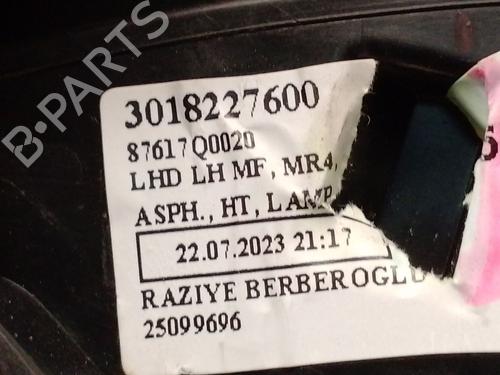 3018227600
87617Q0020
LHD LH MF, MR4,
ASPH., HT, LAMP
22.07.2023 21:17
RAZIYE BERBEROGLU
25099696
B-PARTS